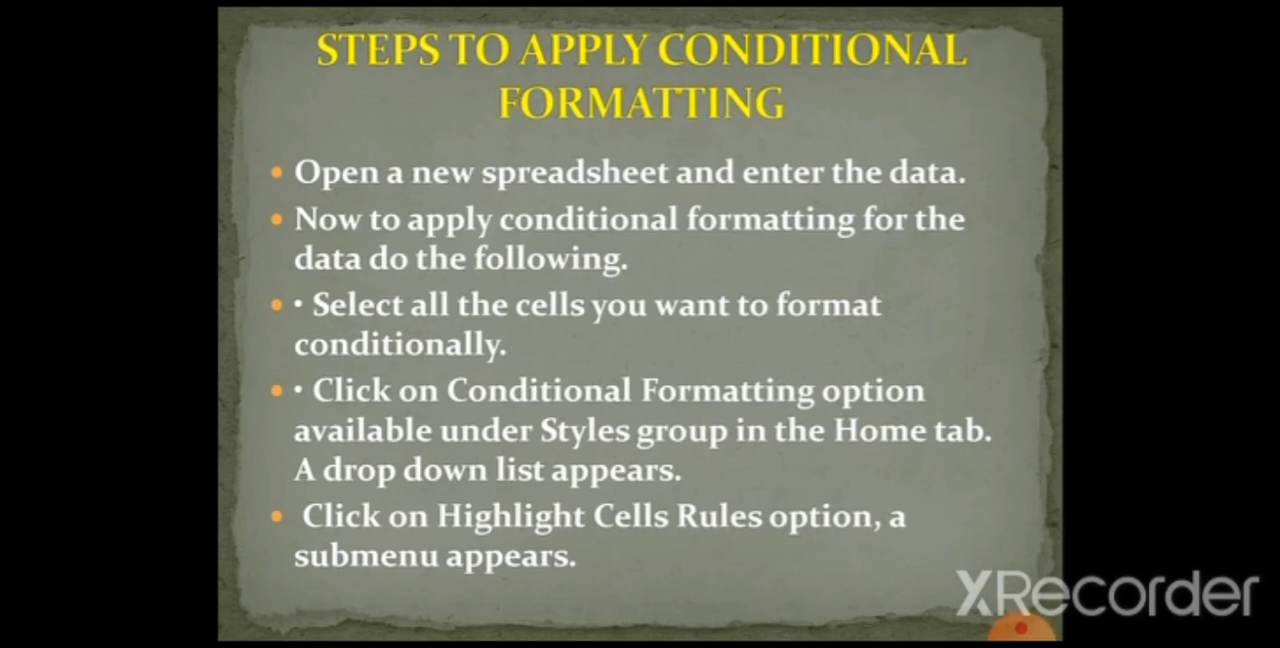 STEPS TO APPLY CONDITIONAL
FORMATTING
• Open a new spreadsheet and enter the data.
• Now to apply conditional formatting for the
data do the following.
• • Select all the cells you want to format
conditionally.
• • Click on Conditional Formatting option
available under Styles group in the Home tab.
A drop down list appears.
• Click on Highlight Cells Rules option, a
submenu appears.
XRecorder